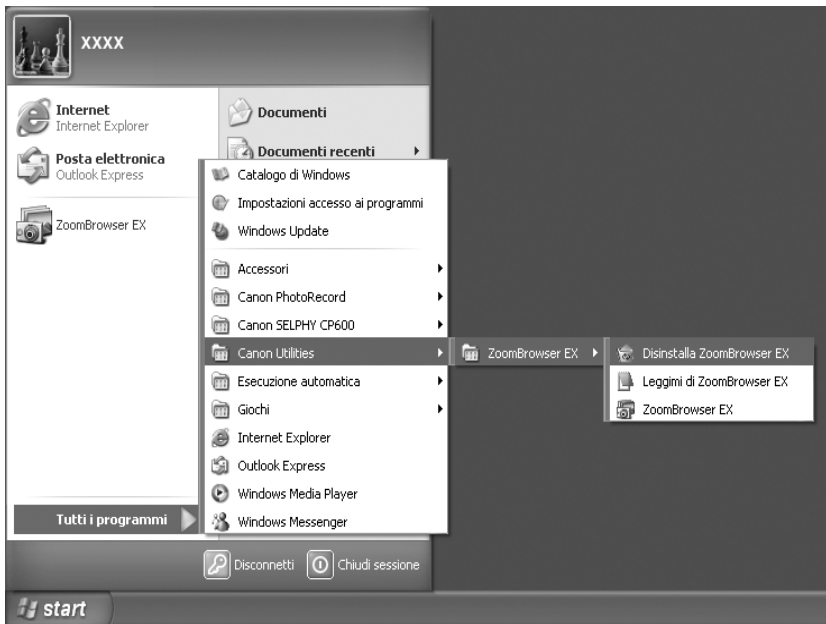 xxxx
Internet
Internet Explorer
Posta elettronica
Outlook Express
ZoomBrowser EX
Tutti i programmi
Documenti
Documenti recenti
Catalogo di Windows
Impostazioni accesso ai programmi
Windows Update
Accessori
Canon PhotoRecord
Canon SELPHY CP600
Canon Utilities
Esecuzione automatica
Giochi
Internet Explorer
Outlook Express
Windows Media Player
Windows Messenger
ZoomBrowser EX
Disinstalla ZoomBrowser EX
Leggimi di ZoomBrowser EX
ZoomBrowser EX
Disconnetti
Chiudi sessione
start